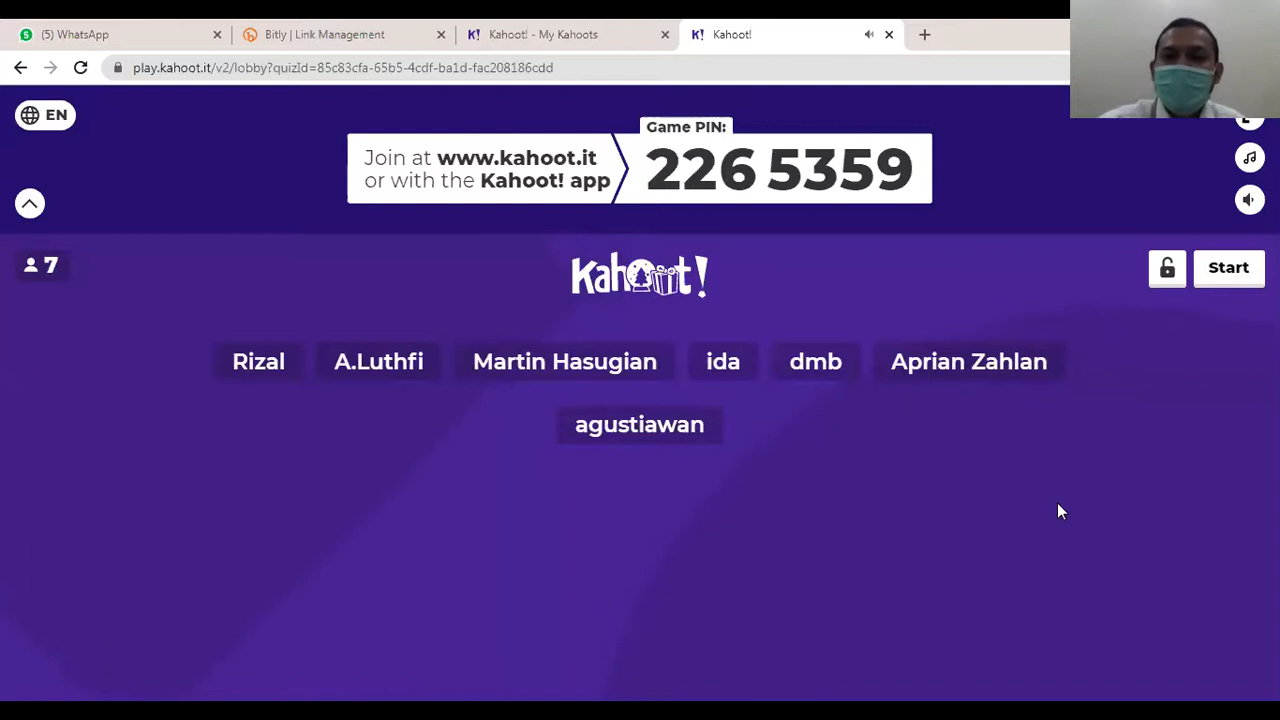 (5) WhatsApp
Bitly | Link Management
Kahoot! - My Kahoots
Kahoot!
play.kahoot.it/v2/lobby?quizId=85c83cfa-65b5-4cdf-ba1d-fac208186cdd
EN
Game PIN:
Join at www.kahoot.it
or with the Kahoot! app
226 5359
7
Kahoot!
Start
Rizal
A.Luthfi
Martin Hasugian
ida
dmb
Aprian Zahlan
agustiawan